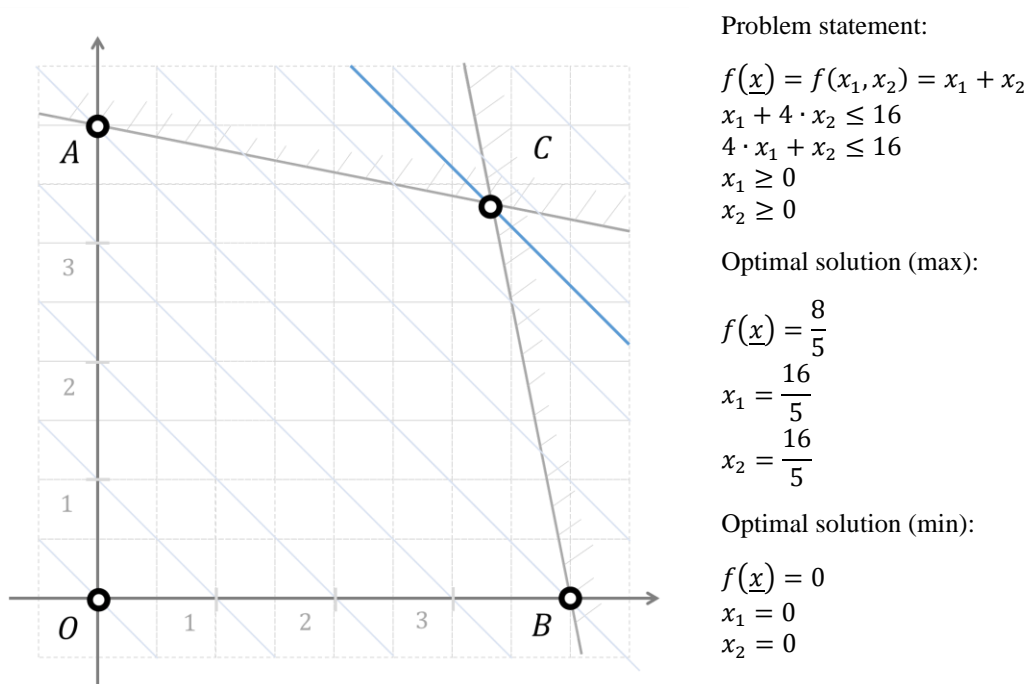 A
C
3
2
1
O
1
2
3
B
Problem statement:
f(x) = f(x₁, x₂) = x₁ + x₂
x₁ + 4 · x₂ ≤ 16
4 · x₁ + x₂ ≤ 16
x₁ ≥ 0
x₂ ≥ 0
Optimal solution (max):
f(x) = 8/5
x₁ = 16/5
x₂ = 16/5
Optimal solution (min):
f(x) = 0
x₁ = 0
x₂ = 0